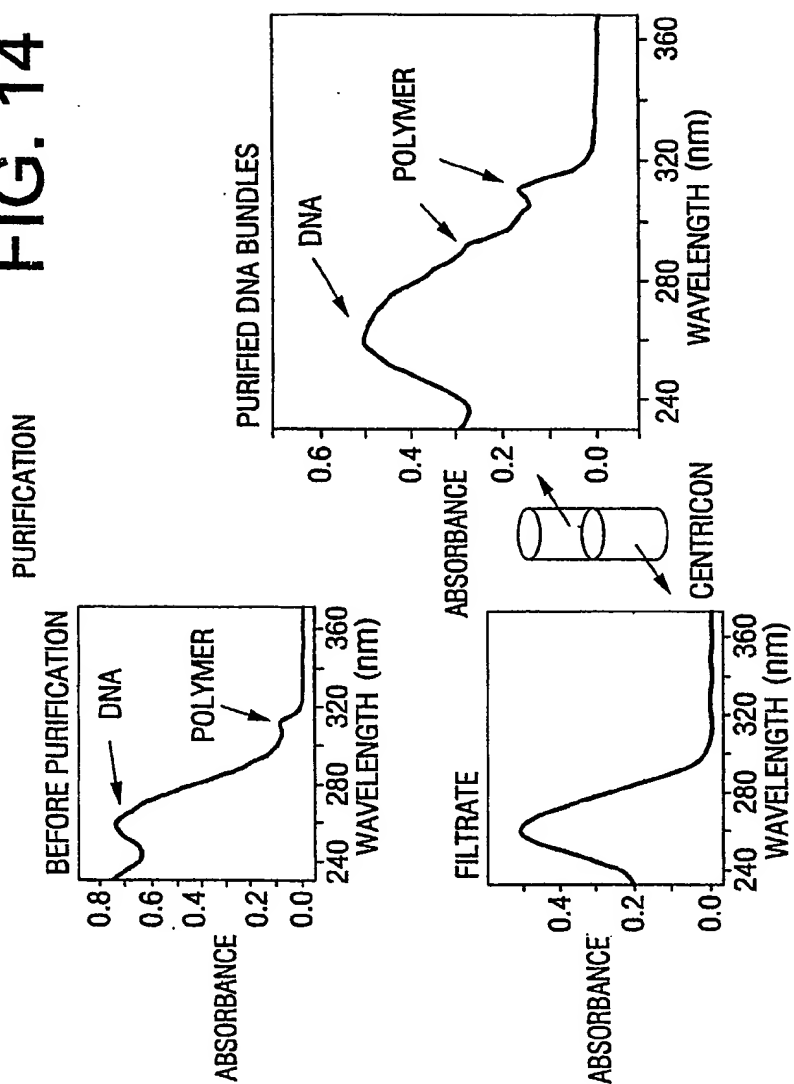 FIG. 14
PURIFICATION
BEFORE PURIFICATION
DNA
POLYMER
ABSORBANCE
0.8
0.6
0.4
0.2
0.0
240 280 320 360
WAVELENGTH (nm)
PURIFIED DNA BUNDLES
DNA
POLYMER
ABSORBANCE
0.6
0.4
0.2
0.0
240 280 320 360
WAVELENGTH (nm)
FILTRATE
ABSORBANCE
0.4
0.2
0.0
240 280 320 360
WAVELENGTH (nm)
CENTRICON